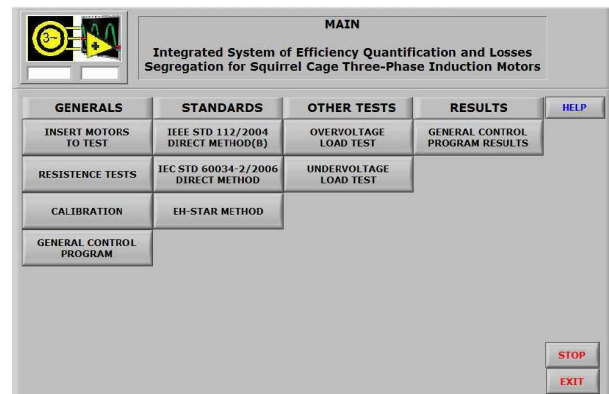 3~
MAIN
Integrated System of Efficiency Quantification and Losses
Segregation for Squirrel Cage Three-Phase Induction Motors
GENERALS
STANDARDS
OTHER TESTS
RESULTS
HELP
INSERT MOTORS
TO TEST
IEEE STD 112/2004
DIRECT METHOD(B)
OVERVOLTAGE
LOAD TEST
GENERAL CONTROL
PROGRAM RESULTS
RESISTENCE TESTS
IEC STD 60034-2/2006
DIRECT METHOD
UNDERVOLTAGE
LOAD TEST
CALIBRATION
EH-STAR METHOD
GENERAL CONTROL
PROGRAM
STOP
EXIT